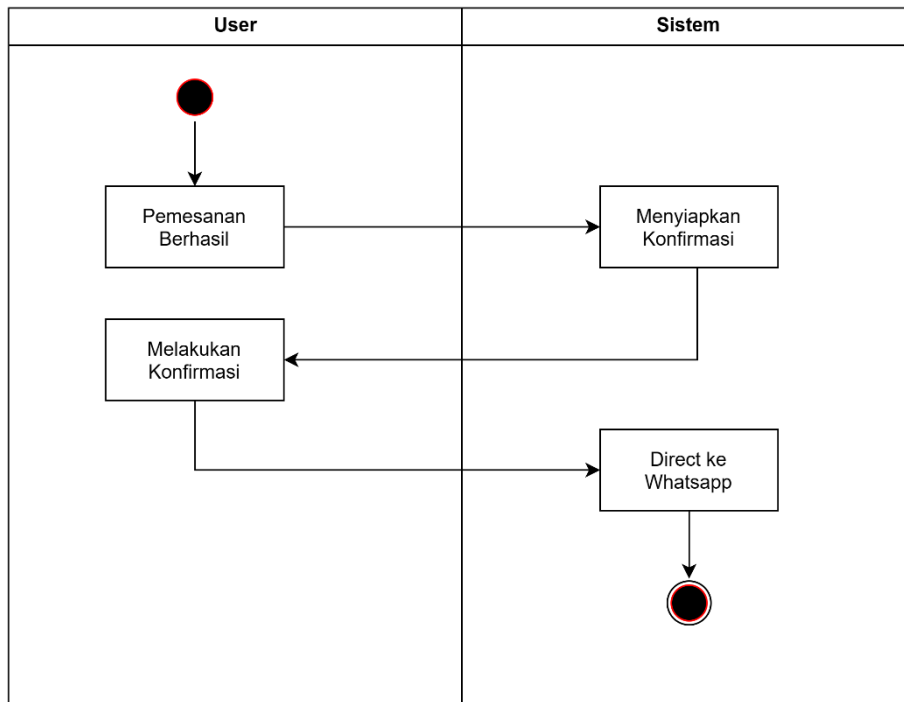 User
Sistem
Pemesanan
Berhasil
Menyiapkan
Konfirmasi
Melakukan
Konfirmasi
Direct ke
Whatsapp